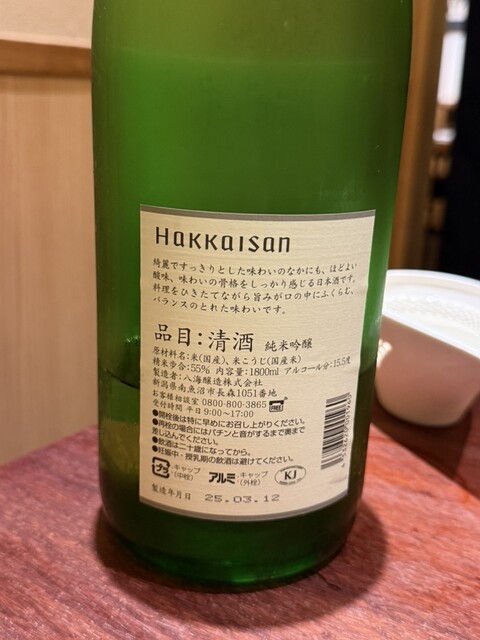 Hakkaisan
綺麗ですっきりとした味わいのなかにも、ほどよい
酸味、味わいの骨格をしっかり感じる日本酒です。
料理をひきたてながら旨みが口の中にふくらむ、
バランスのとれた味わいです。
品目:清酒 純米吟醸
原材料名:米(国産)、米こうじ(国産米)
精米歩合:55% 内容量:1800ml アルコール分:15.5度
製造者:八海醸造株式会社
新潟県南魚沼市長森1051番地
お客様相談室 0800-800-3865
受付時間 平日 9:00〜17:00
●開栓後は特に早めにお召し上がりください。
●再栓の場合にはパチンと音がするまで奥まで
差し込んでください。
●飲酒は二十歳になってから。
●妊娠中・授乳期の飲酒は避けてください。
プラ キャップ(中栓) アルミ キャップ(外栓) KJ
製造年月日 25.03.12